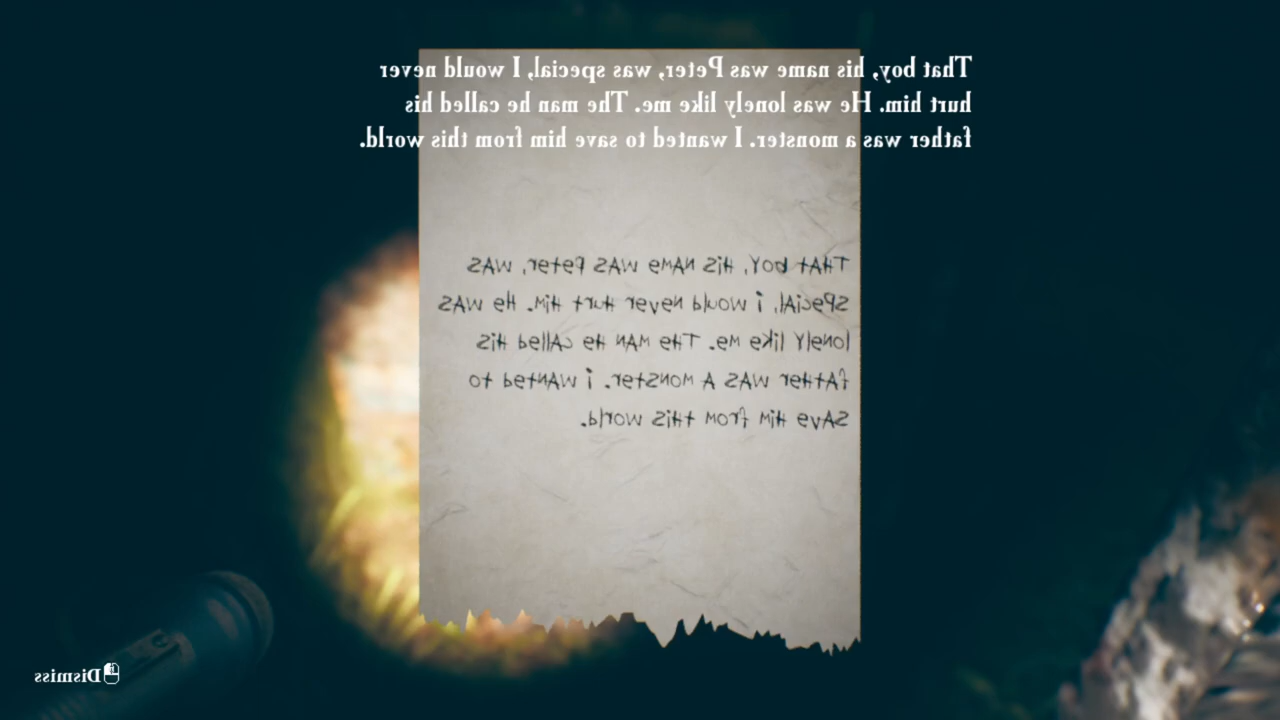 That boy, his name was Peter, was special, I would never
hurt him. He was lonely like me. The man he called his
father was a monster. I wanted to save him from this world.
THAT boy, HIS NAME WAS Peter, WAS
special, i would never Hurt Him. He WAS
lonely like me. THe MAN He cAlled HIS
fATHer WAS A monster. i WANted to
SAve Him from tHIS world.
Dismiss